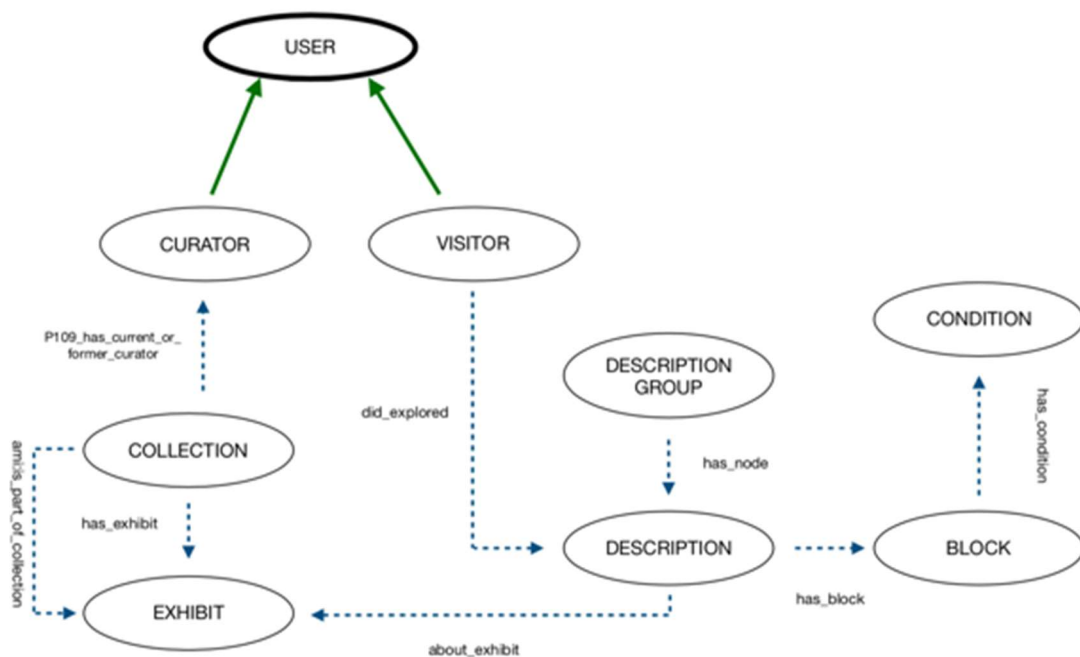 USER
CURATOR
VISITOR
CONDITION
P109_has_current_or_
former_curator
DESCRIPTION
GROUP
has_condition
did_explored
COLLECTION
has_node
has_exhibit
DESCRIPTION
BLOCK
has_block
EXHIBIT
about_exhibit